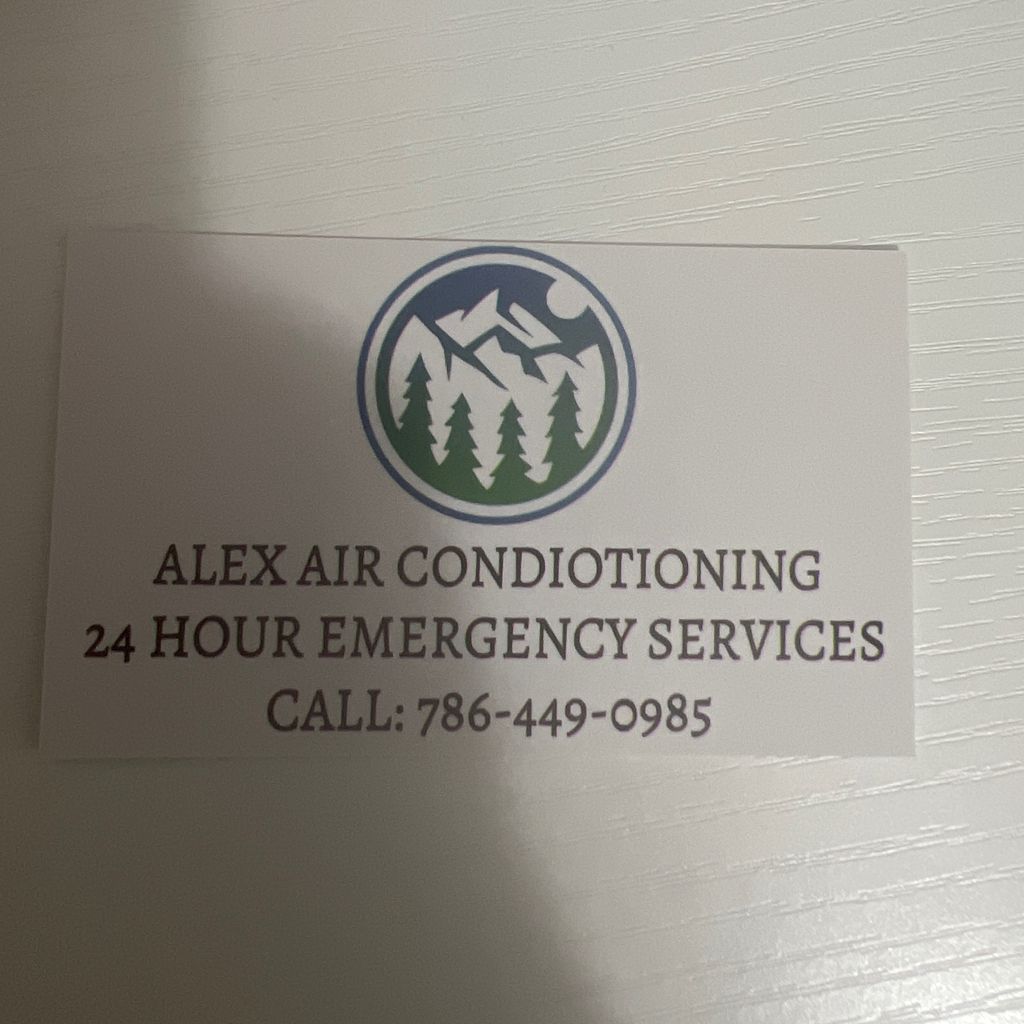 ALEX AIR CONDIOTIONING
24 HOUR EMERGENCY SERVICES
CALL: 786-449-0985